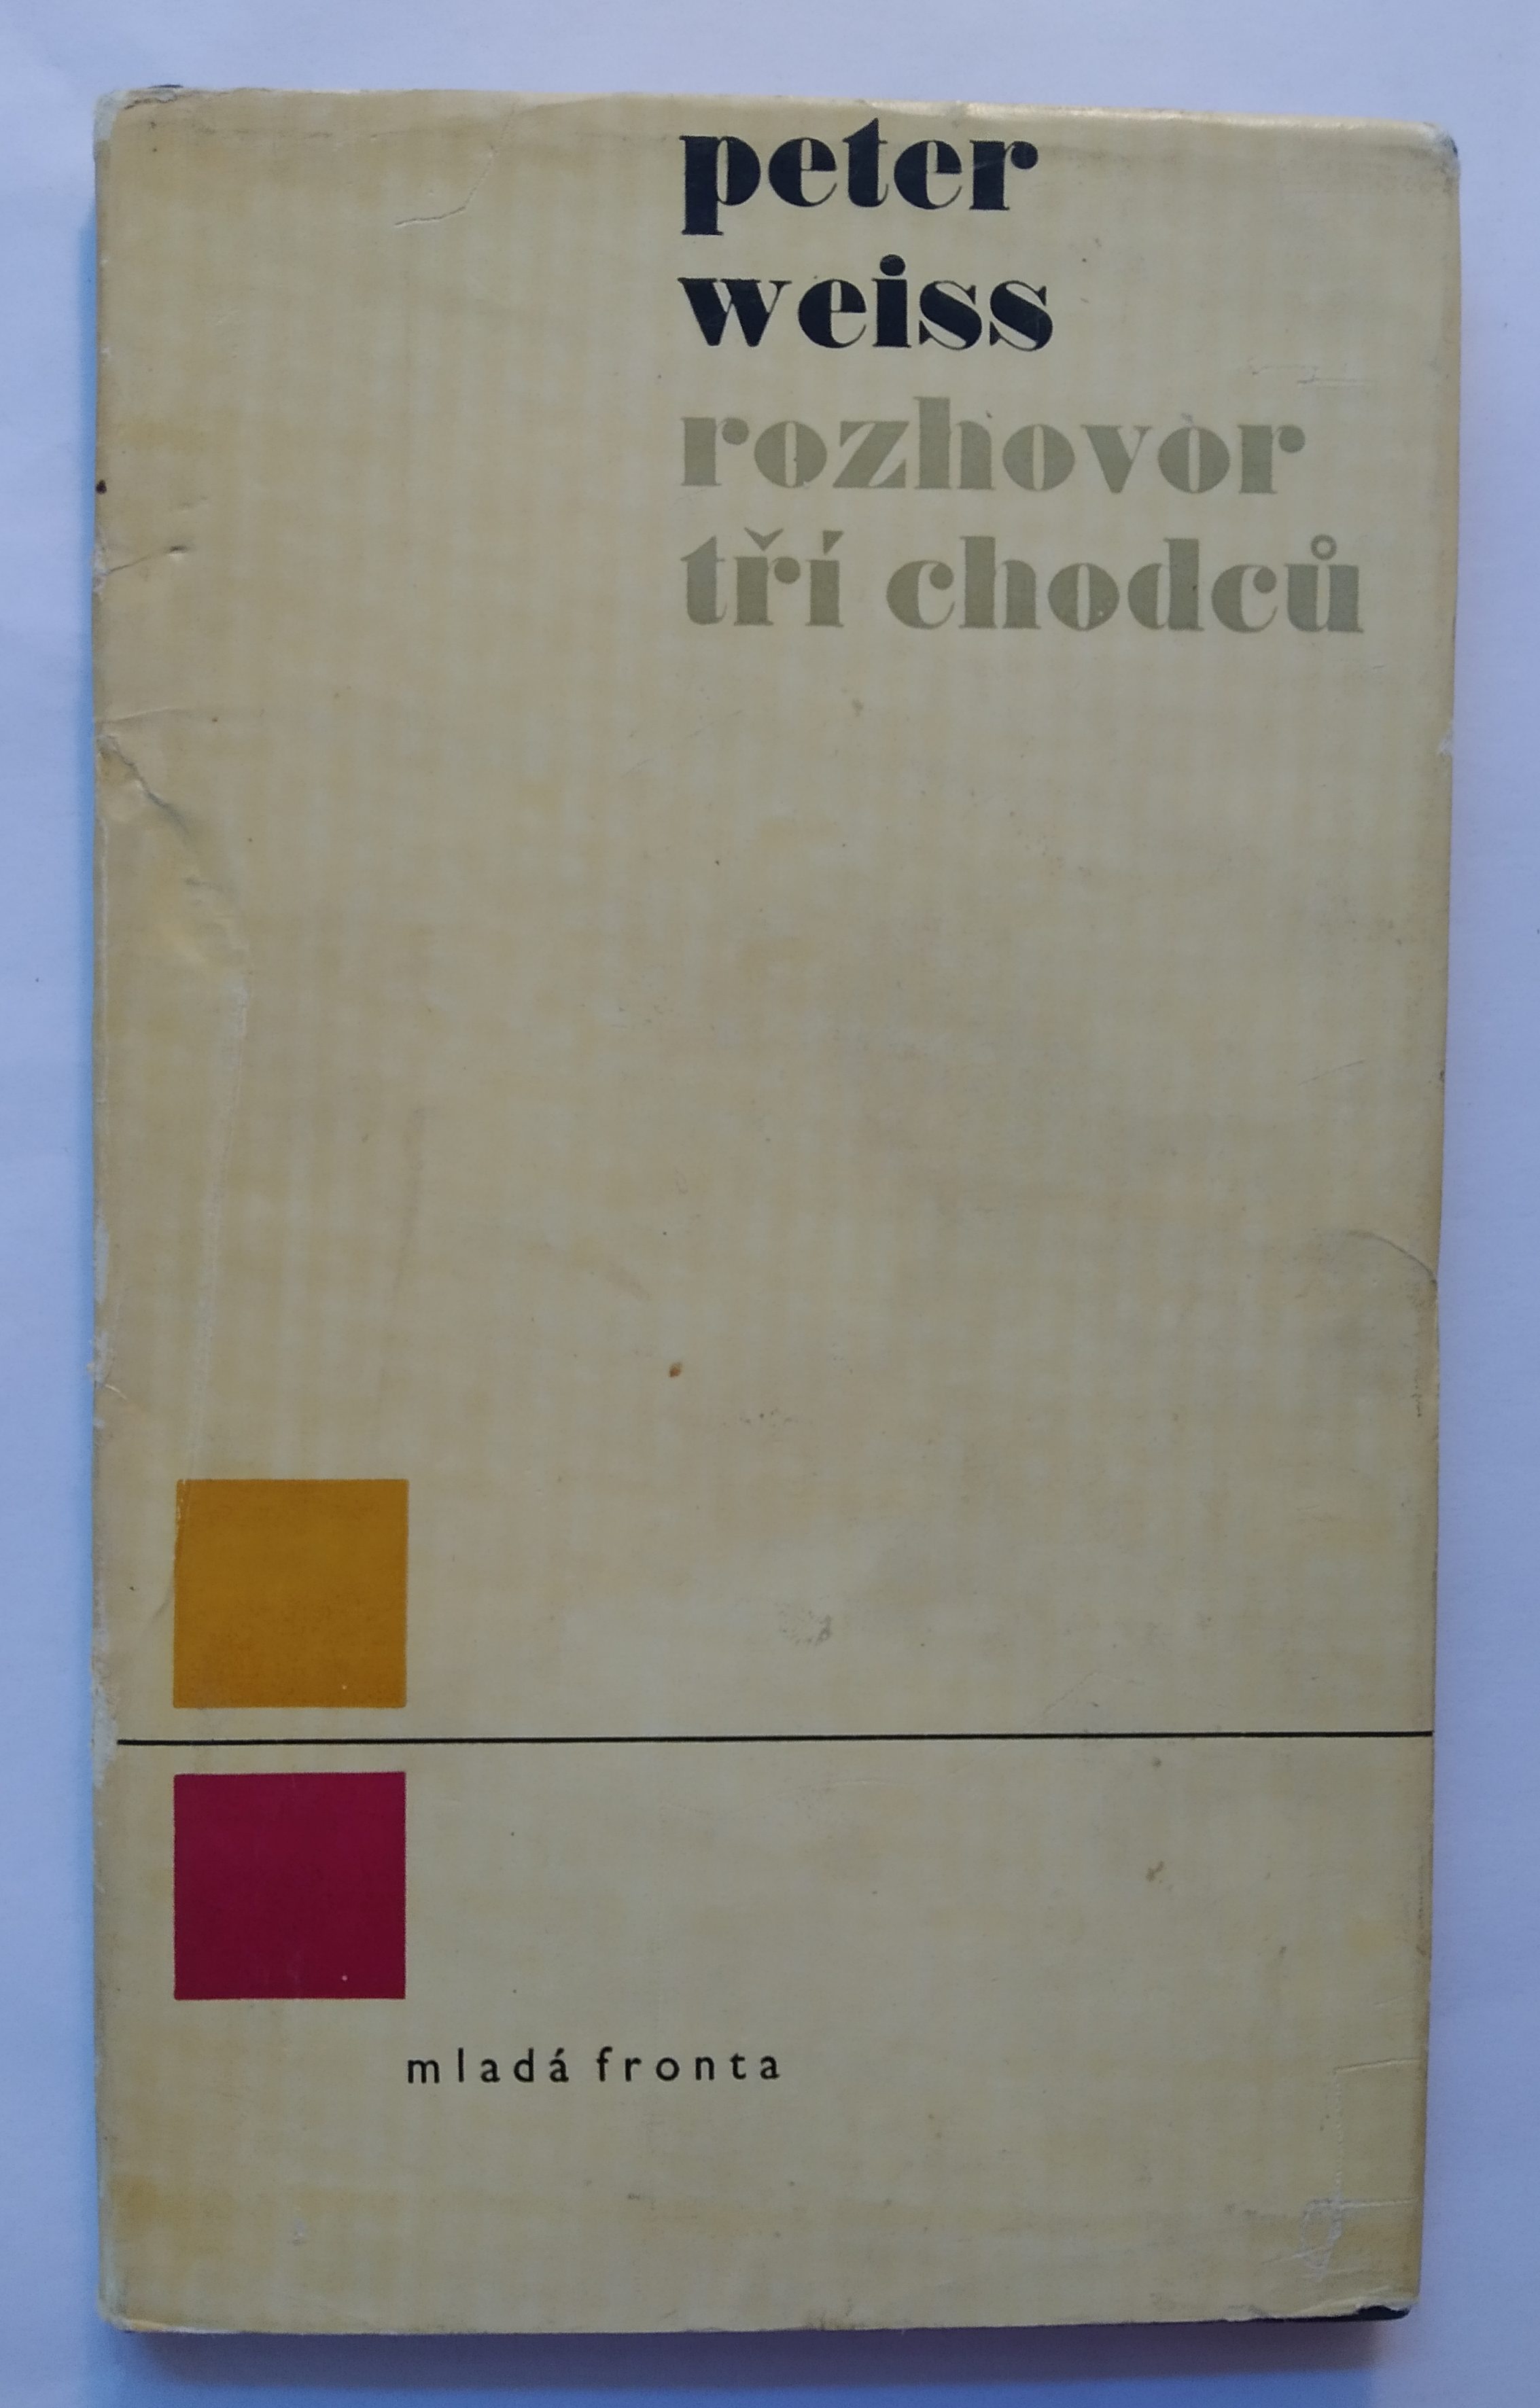 peter
weiss
rozhovor
tří chodců
mladá fronta